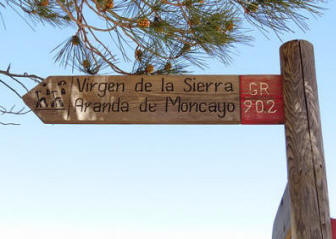 Virgen de la Sierra
Aranda de Moncayo
GR
902